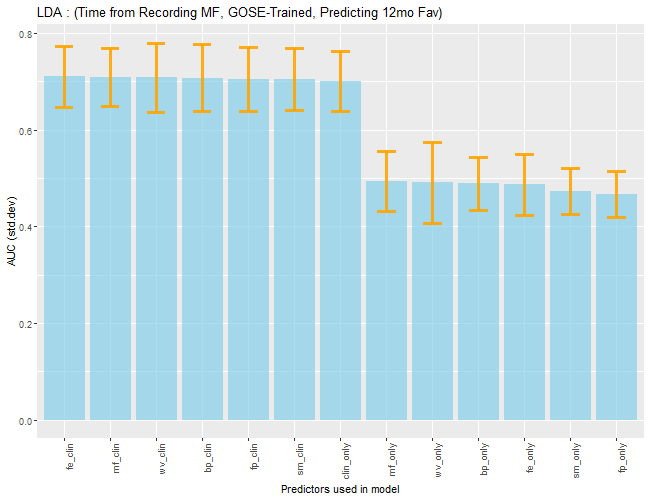 LDA : (Time from Recording MF, GOSE-Trained, Predicting 12mo Fav)
AUC (std.dev)
0.8
0.6
0.4
0.2
0.0
fe_clin
mf_clin
wv_clin
bp_clin
fp_clin
sm_clin
clin_only
mf_only
wv_only
bp_only
fe_only
sm_only
fp_only
Predictors used in model